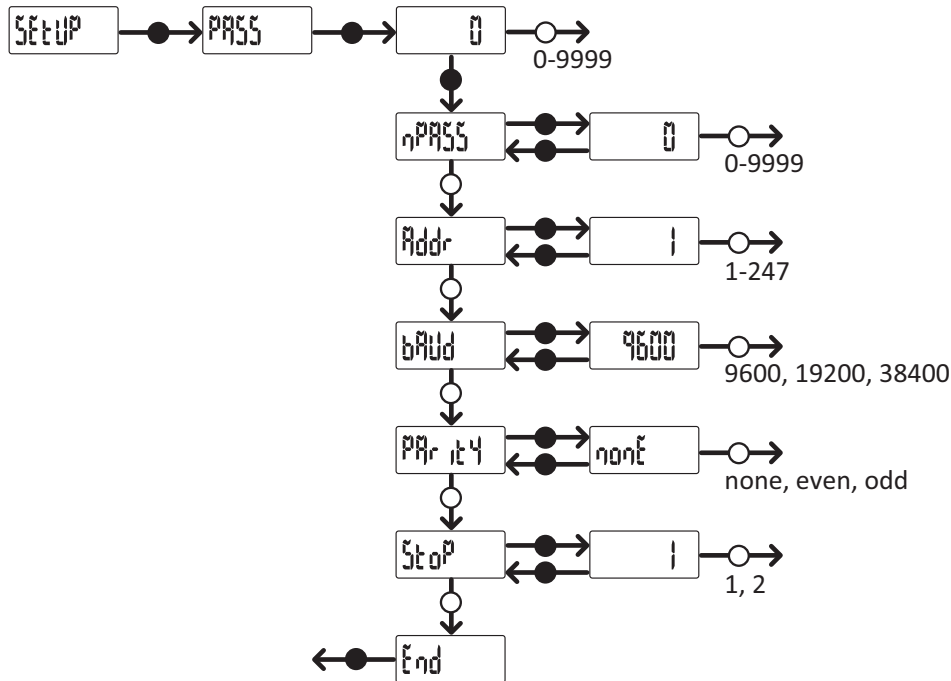 SEtUP PASS 0
0-9999
nPASS 0
0-9999
Addr 1
1-247
bAUd 9600
9600, 19200, 38400
PAritY nonE
none, even, odd
StoP 1
1, 2
End